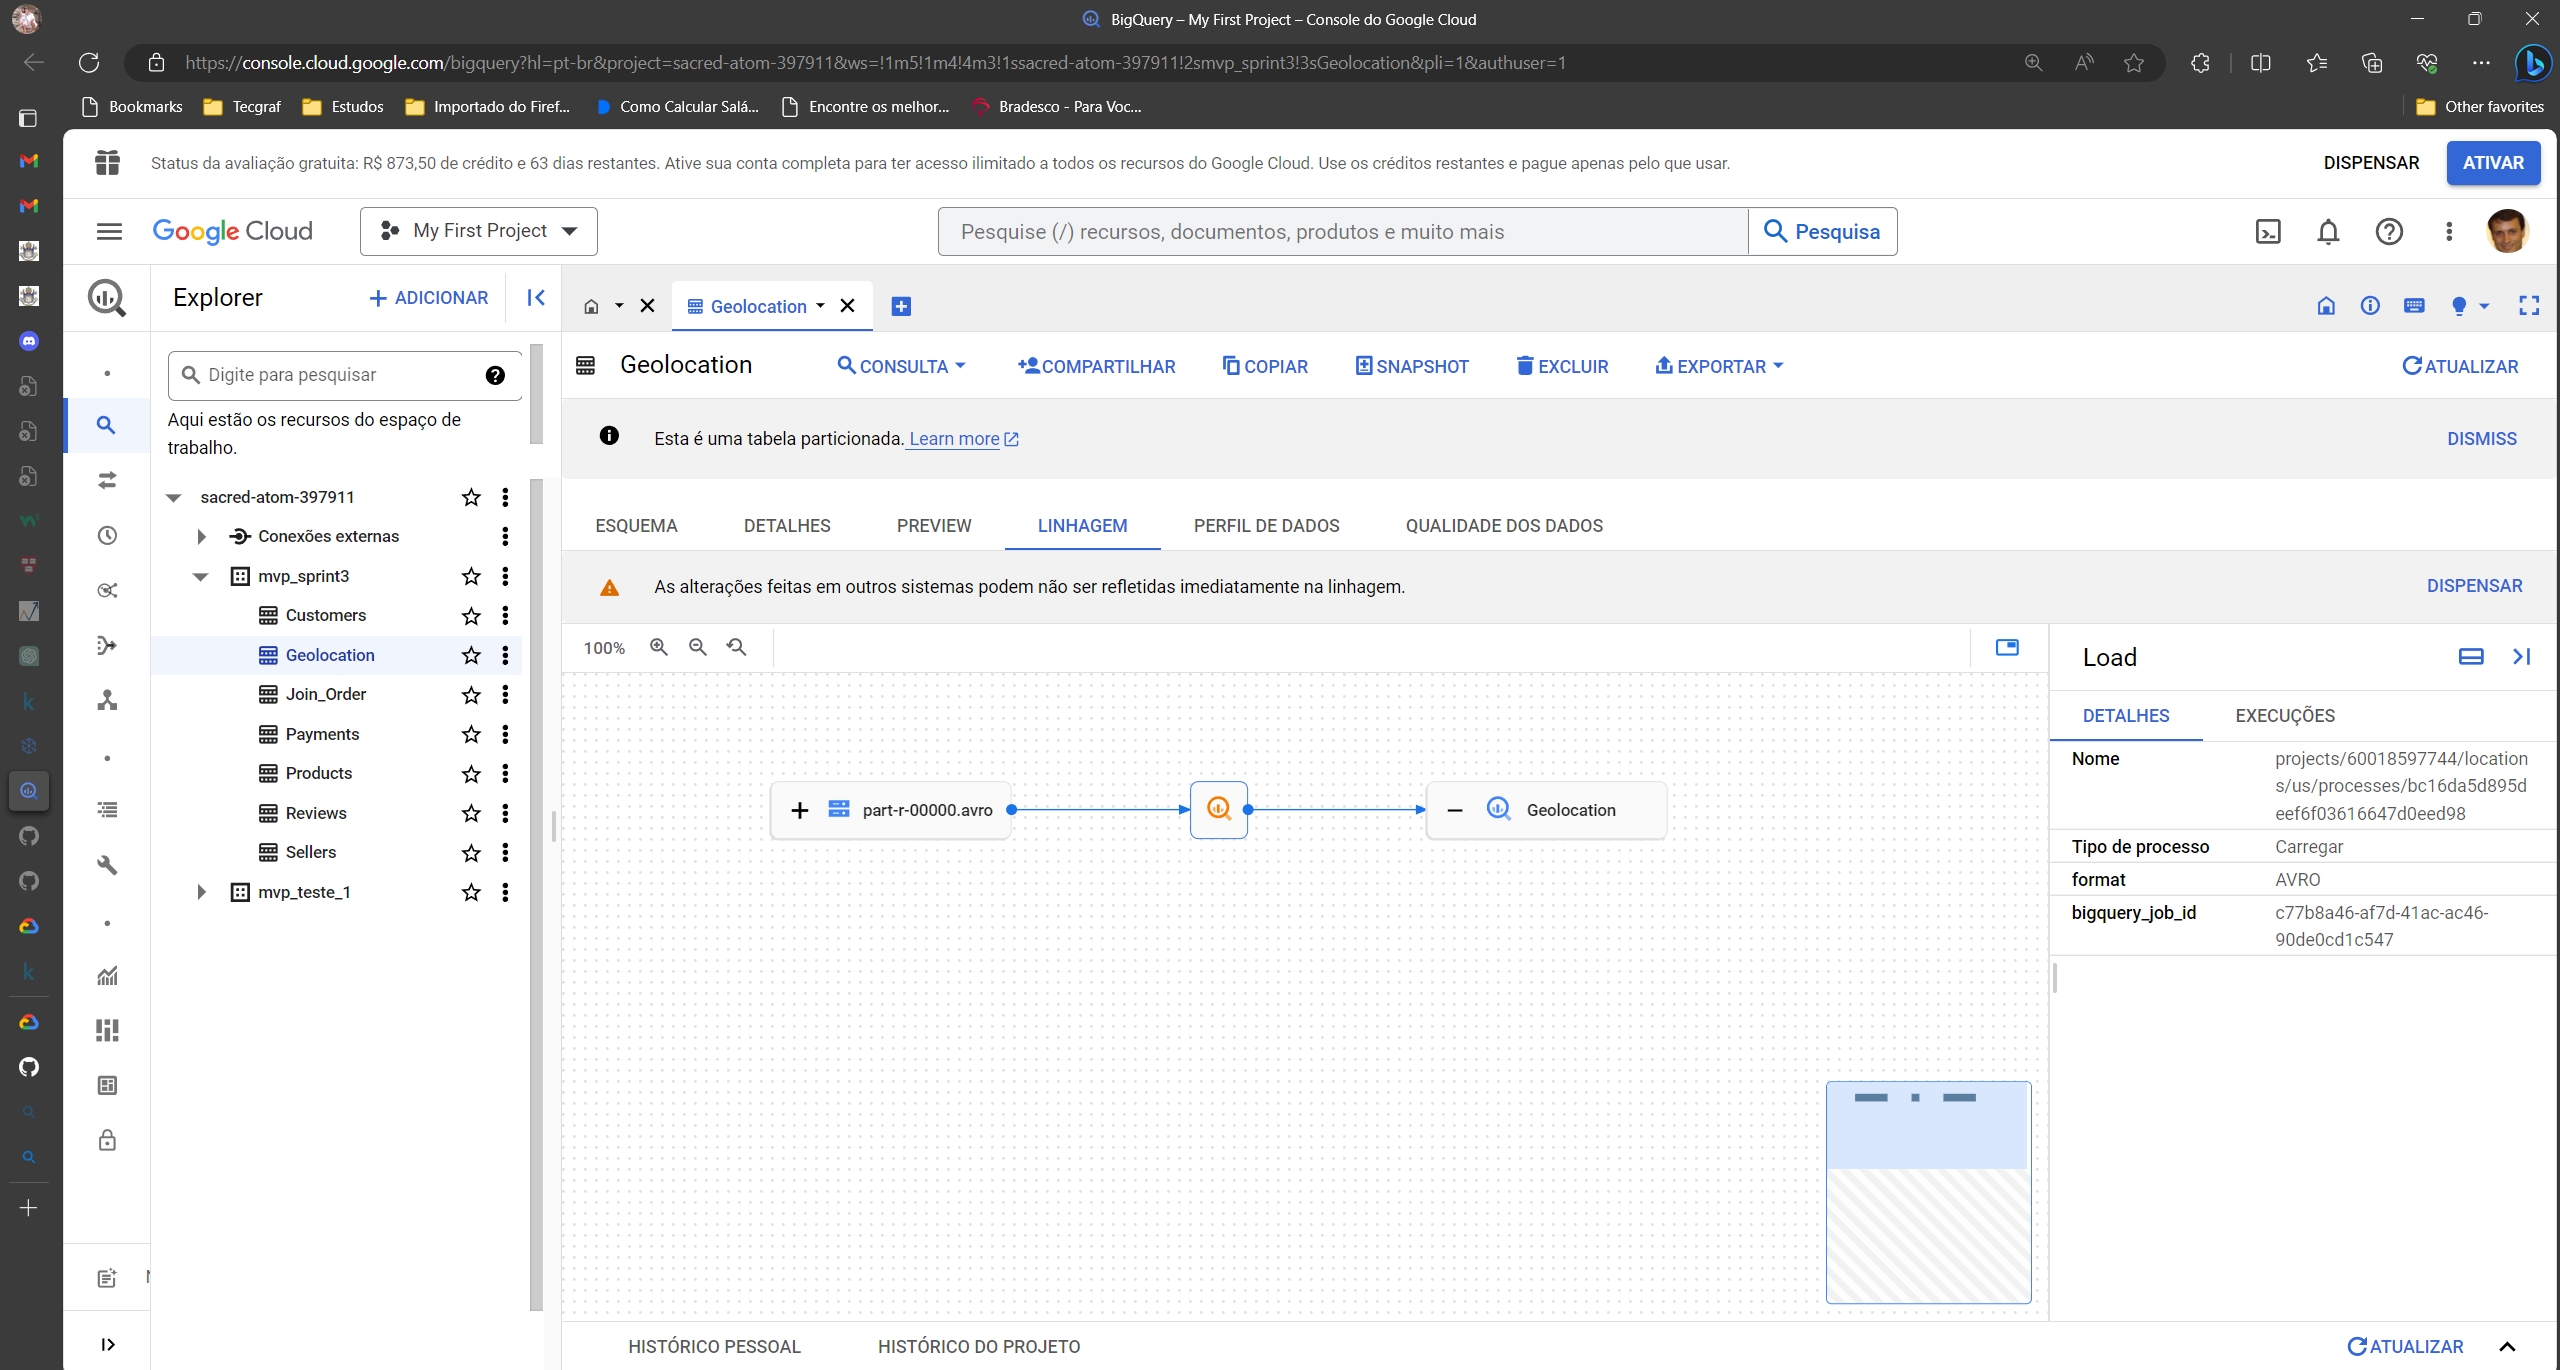 BigQuery – My First Project – Console do Google Cloud
https://console.cloud.google.com/bigquery?hl=pt-br&project=sacred-atom-397911&ws=!1m5!1m4!4m3!1ssacred-atom-397911!2smvp_sprint3!3sGeolocation&pli=1&authuser=1
Bookmarks Tecgraf Estudos Importado do Firef... Como Calcular Salá... Encontre os melhor... Bradesco - Para Voc... Other favorites
Status da avaliação gratuita: R$ 873,50 de crédito e 63 dias restantes. Ative sua conta completa para ter acesso ilimitado a todos os recursos do Google Cloud. Use os créditos restantes e pague apenas pelo que usar. DISPENSAR ATIVAR
Google Cloud My First Project Pesquise (/) recursos, documentos, produtos e muito mais Pesquisa
Explorer + ADICIONAR
Digite para pesquisar
Aqui estão os recursos do espaço de
trabalho.
sacred-atom-397911
Conexões externas
mvp_sprint3
Customers
Geolocation
Join_Order
Payments
Products
Reviews
Sellers
mvp_teste_1
Geolocation
Geolocation CONSULTA COMPARTILHAR COPIAR SNAPSHOT EXCLUIR EXPORTAR ATUALIZAR
Esta é uma tabela particionada. Learn more DISMISS
ESQUEMA DETALHES PREVIEW LINHAGEM PERFIL DE DADOS QUALIDADE DOS DADOS
As alterações feitas em outros sistemas podem não ser refletidas imediatamente na linhagem. DISPENSAR
100%
part-r-00000.avro Geolocation
Load
DETALHES EXECUÇÕES
Nome projects/60018597744/location
s/us/processes/bc16da5d895d
eef6f03616647d0eed98
Tipo de processo Carregar
format AVRO
bigquery_job_id c77b8a46-af7d-41ac-ac46-
90de0cd1c547
HISTÓRICO PESSOAL HISTÓRICO DO PROJETO ATUALIZAR